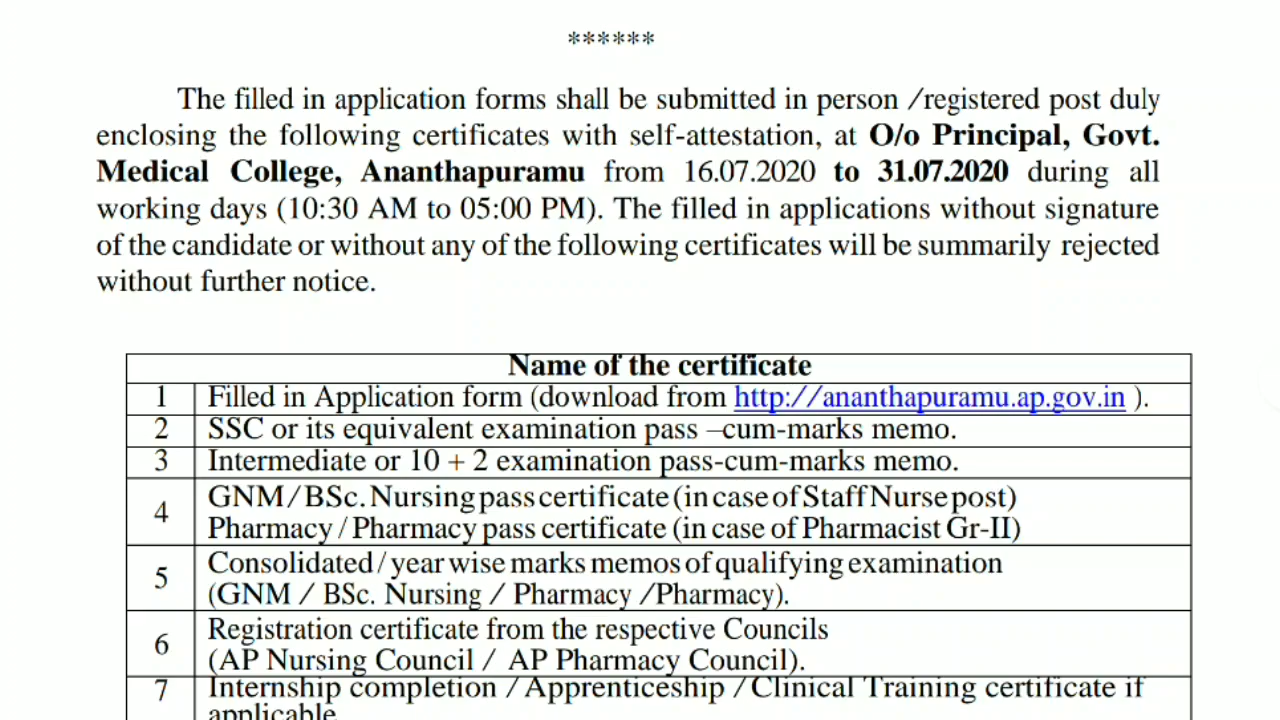 ******
The filled in application forms shall be submitted in person /registered post duly
enclosing the following certificates with self-attestation, at O/o Principal, Govt.
Medical College, Ananthapuramu from 16.07.2020 to 31.07.2020 during all
working days (10:30 AM to 05:00 PM). The filled in applications without signature
of the candidate or without any of the following certificates will be summarily rejected
without further notice.
Name of the certificate
1 Filled in Application form (download from http://ananthapuramu.ap.gov.in ).
2 SSC or its equivalent examination pass –cum-marks memo.
3 Intermediate or 10 + 2 examination pass-cum-marks memo.
4 GNM/BSc. Nursing pass certificate (in case of Staff Nurse post)
Pharmacy / Pharmacy pass certificate (in case of Pharmacist Gr-II)
5 Consolidated / year wise marks memos of qualifying examination
(GNM / BSc. Nursing / Pharmacy /Pharmacy).
6 Registration certificate from the respective Councils
(AP Nursing Council / AP Pharmacy Council).
7 Internship completion / Apprenticeship / Clinical Training certificate if
applicable